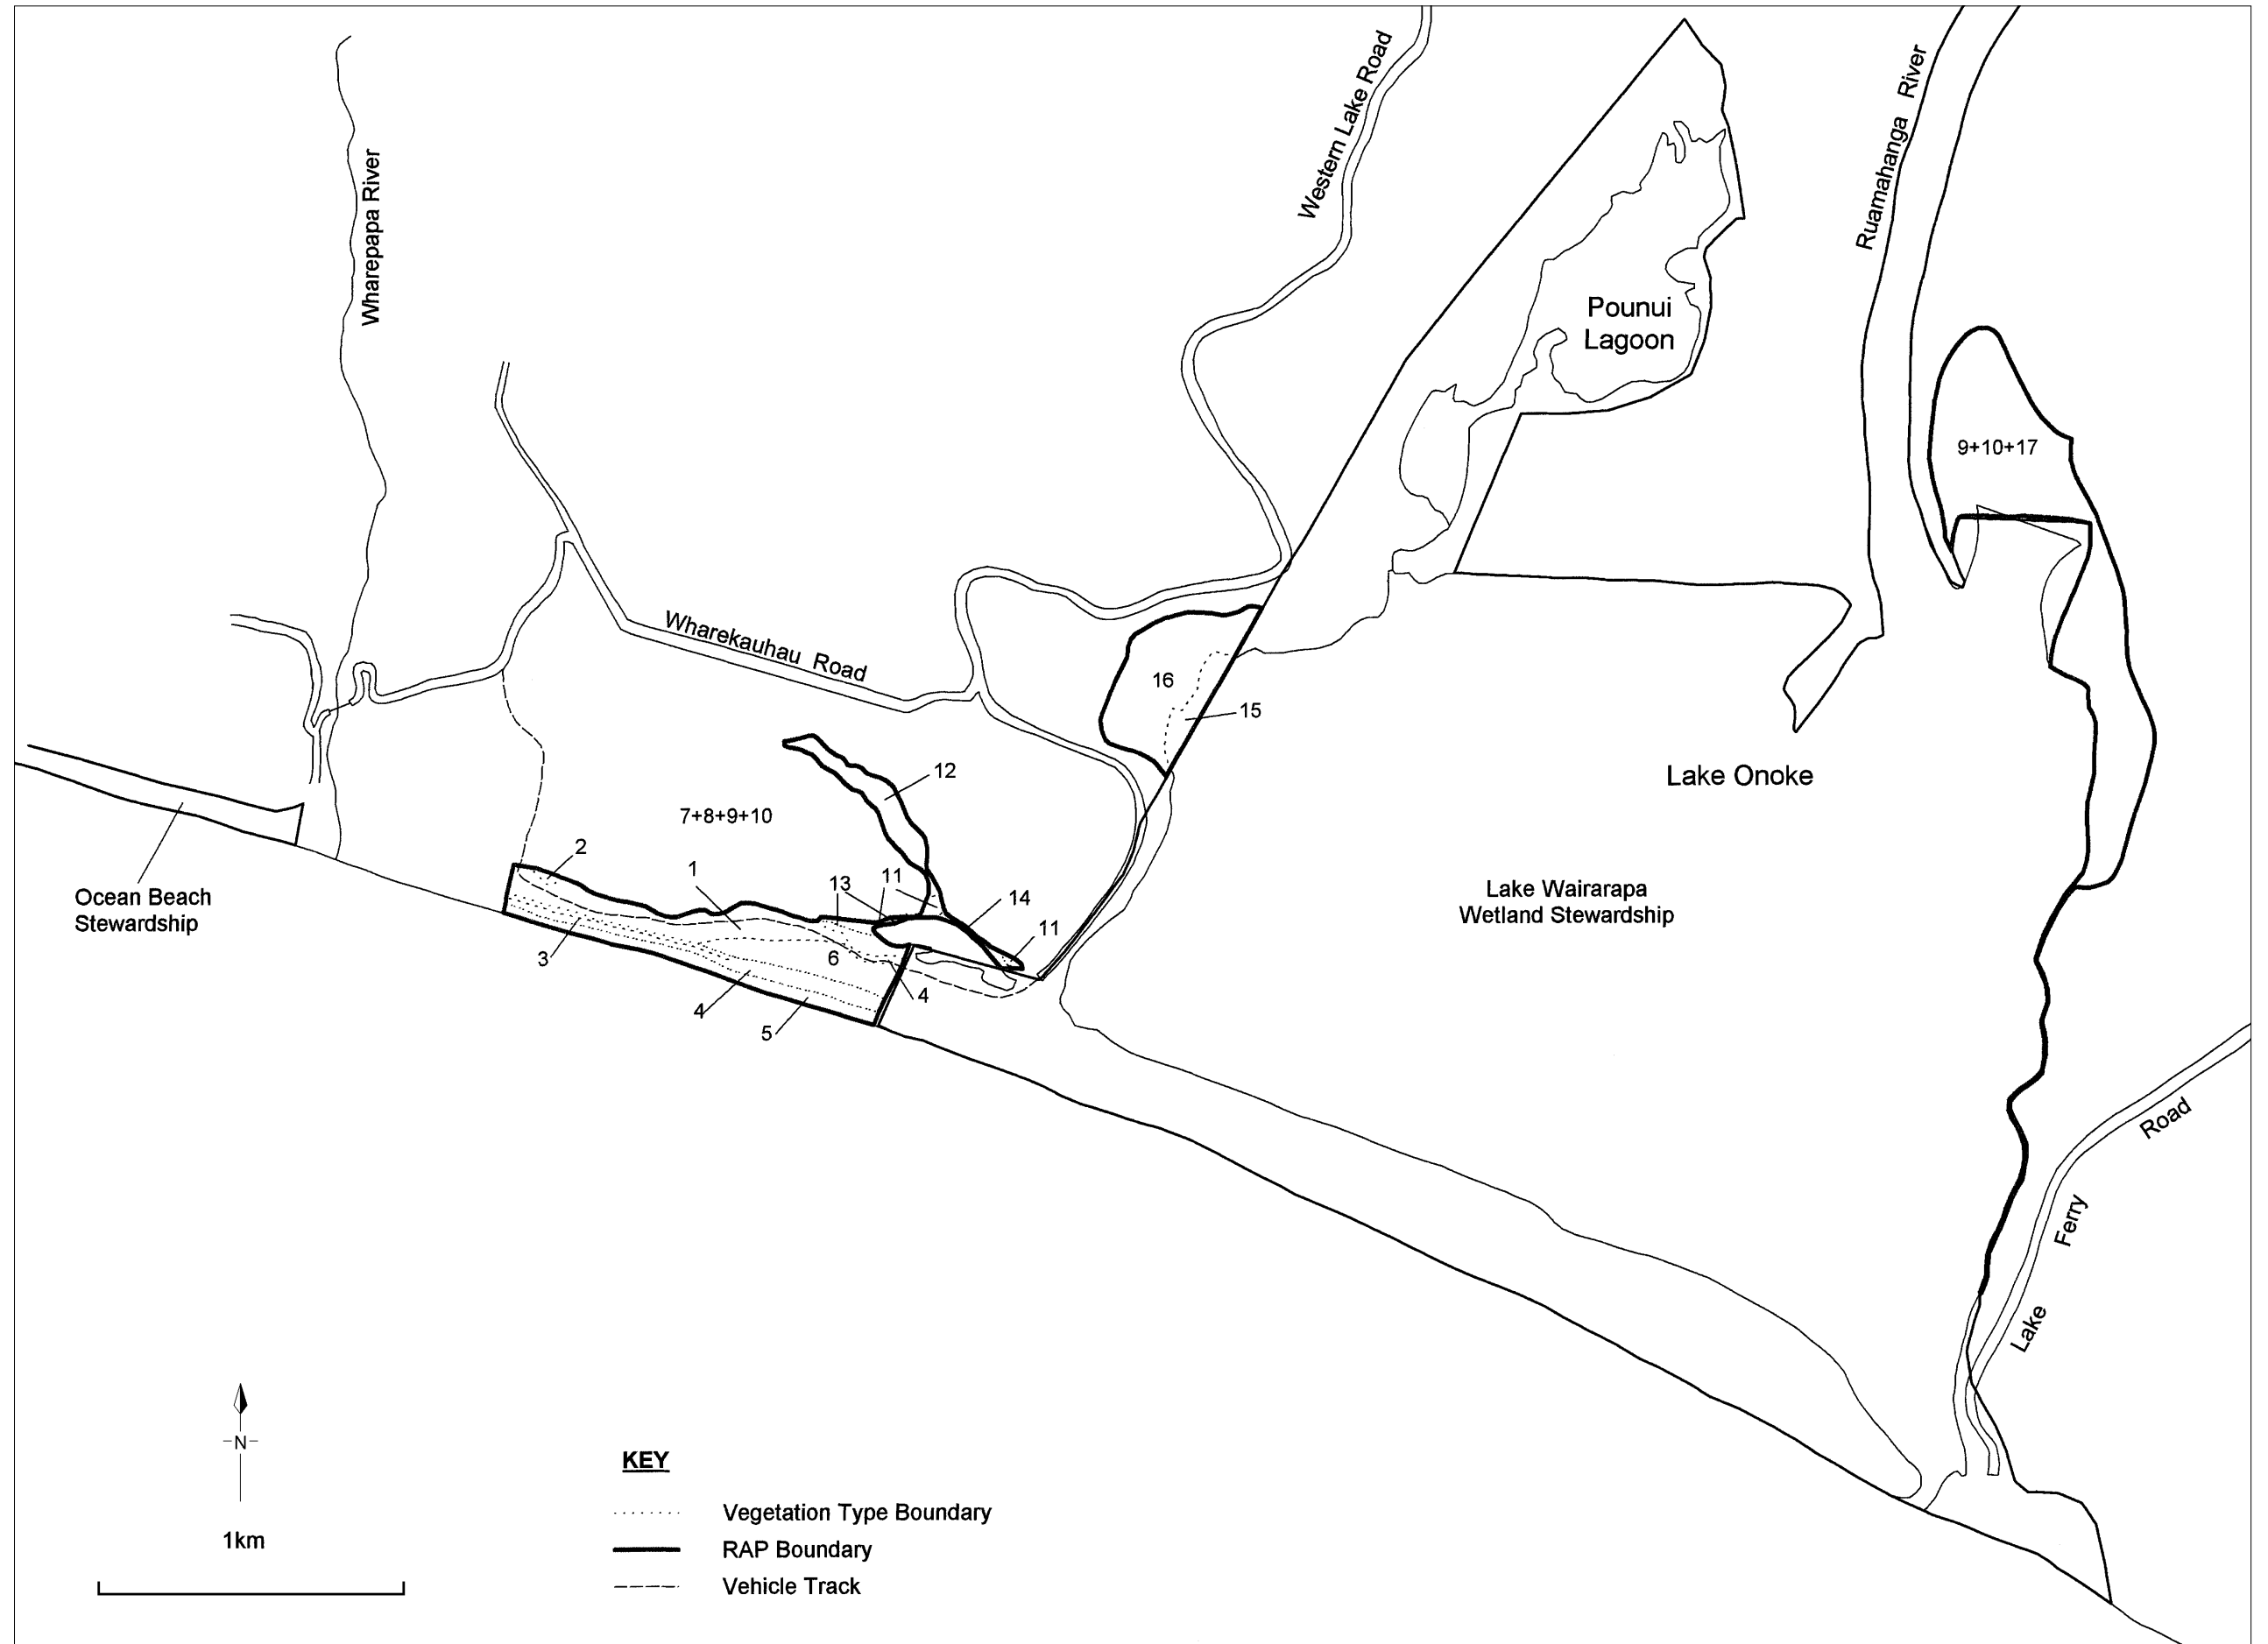 Western Lake Road
Ruamahanga River
Wharepapa River
Pounui
Lagoon
9+10+17
Wharekauhau Road
16
15
12
Lake Onoke
7+8+9+10
2
1
13
11
14
Ocean Beach
Stewardship
Lake Wairarapa
Wetland Stewardship
11
3
6
4
4
5
Lake Ferry Road
-N-
1km
KEY
Vegetation Type Boundary
RAP Boundary
Vehicle Track